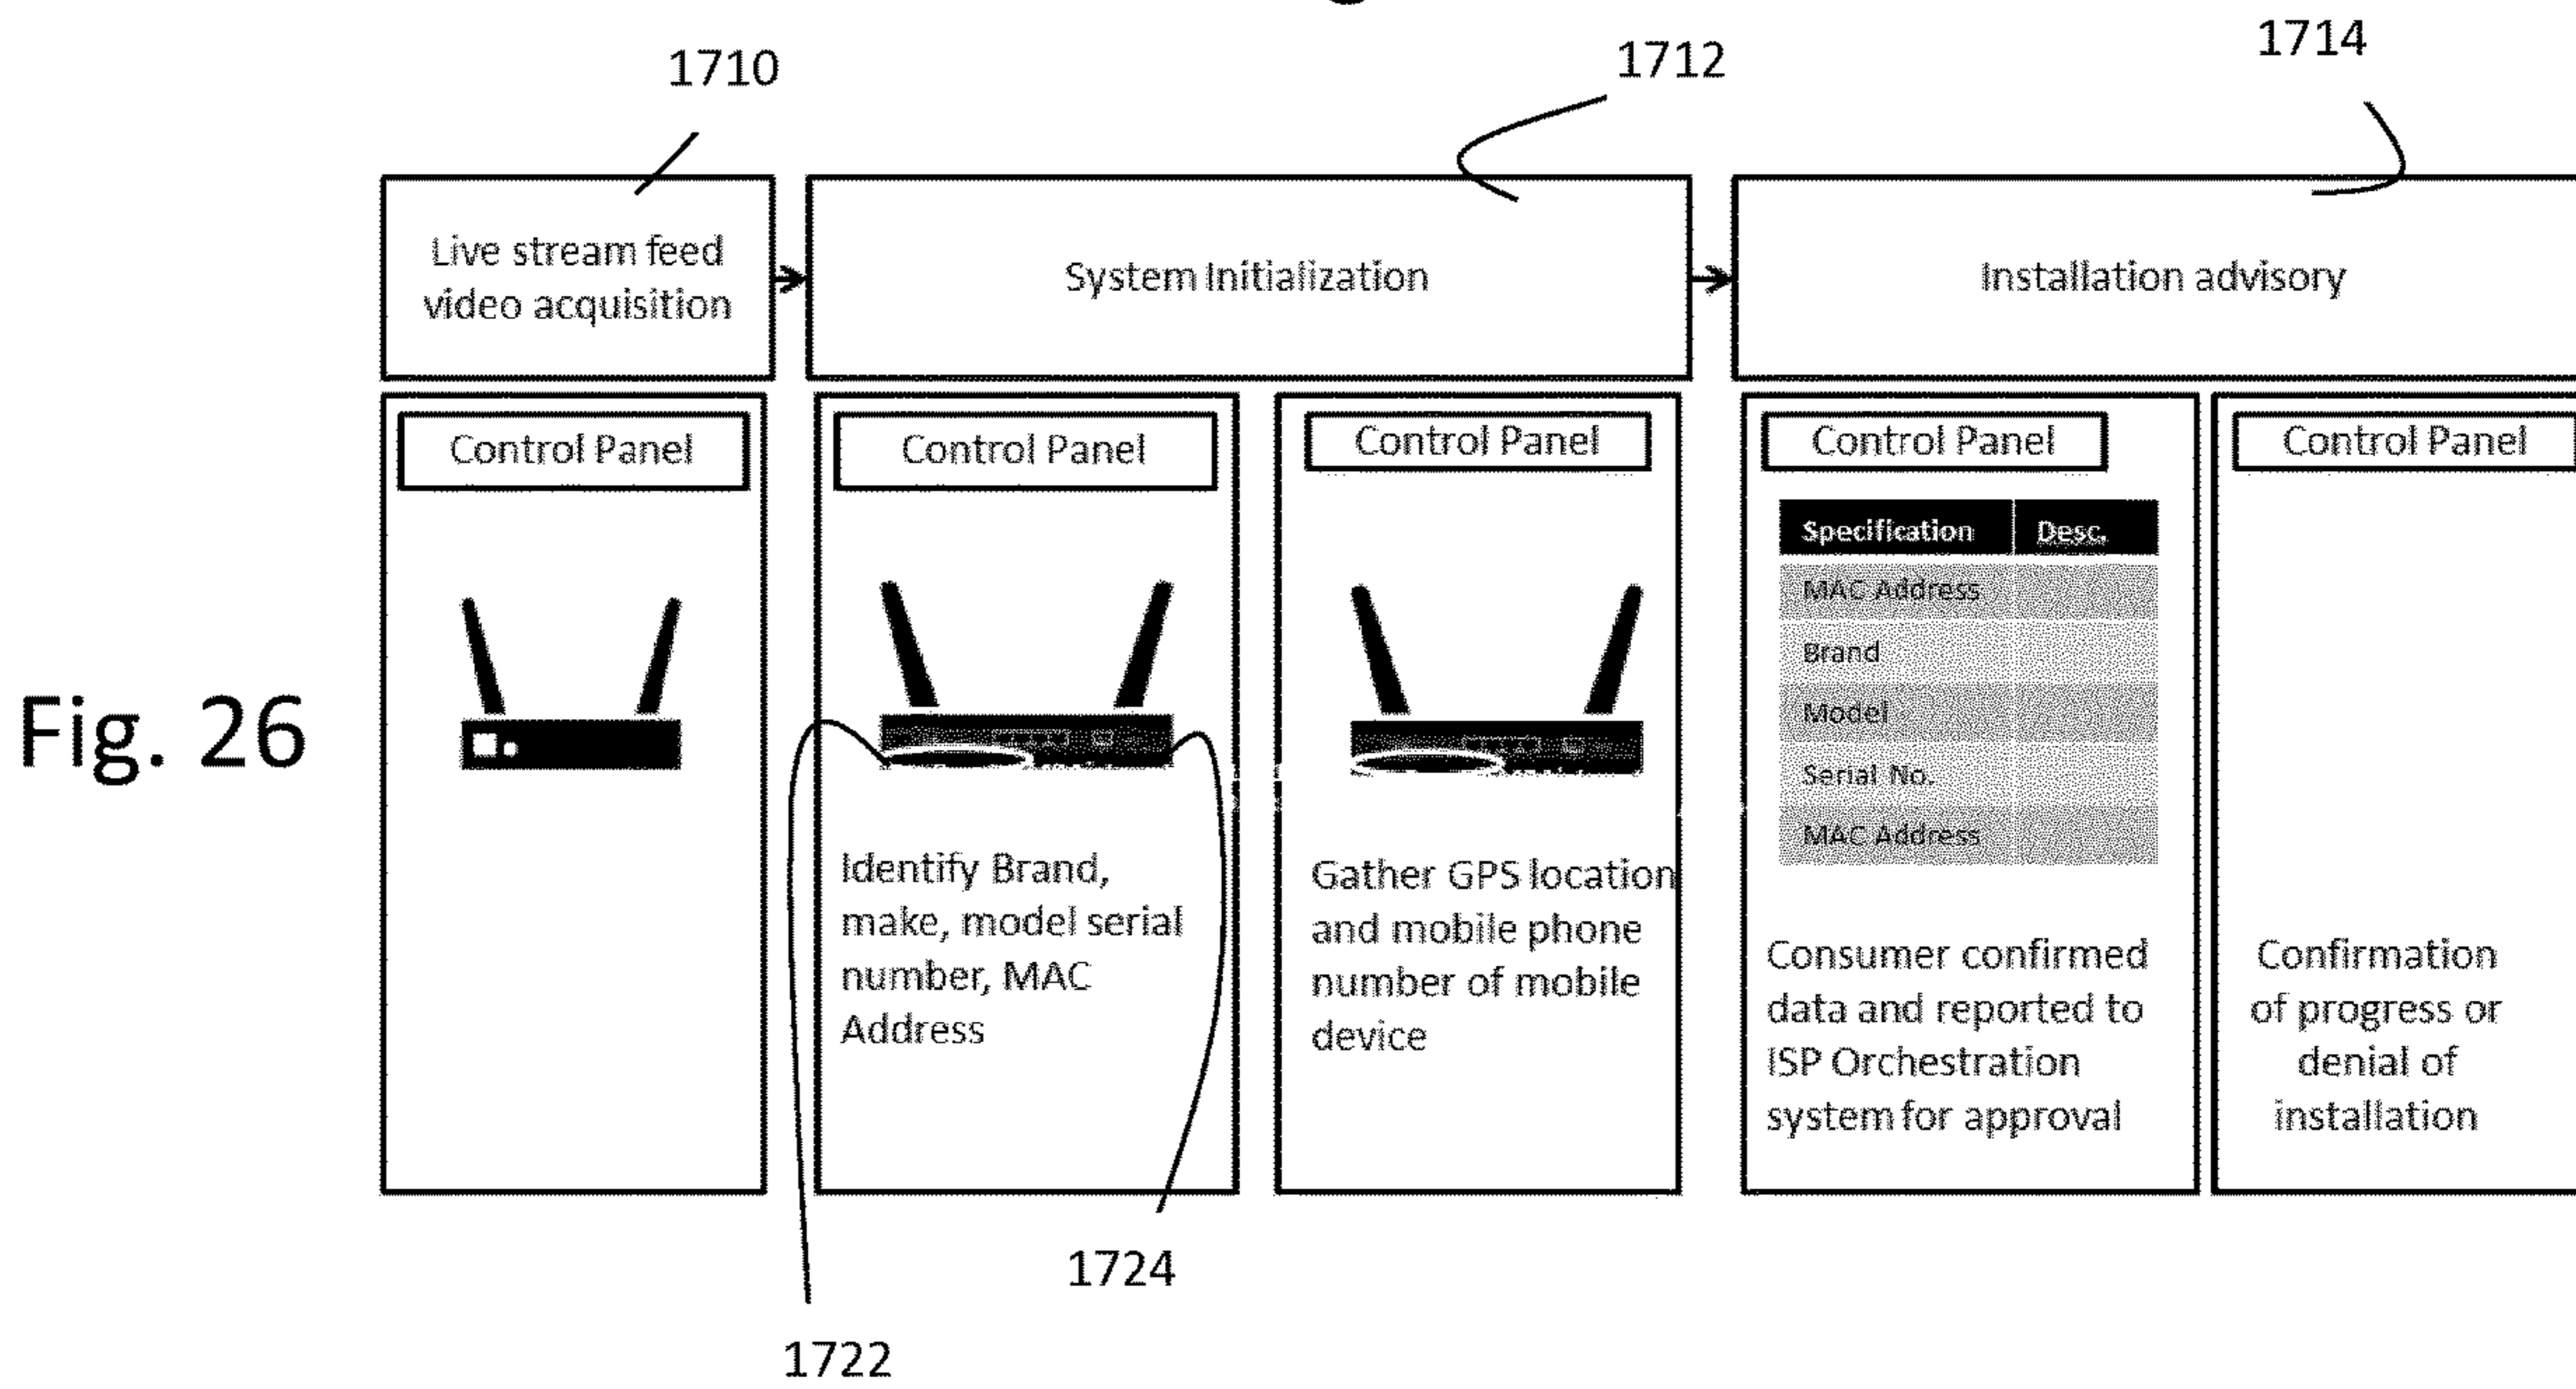 1710
1712
1714
Live stream feed
video acquisition
System Initialization
Installation advisory
Control Panel
Control Panel
Identify Brand,
make, model serial
number, MAC
Address
Control Panel
Gather GPS location
and mobile phone
number of mobile
device
Control Panel
Specification Desc.
MAC Address
Brand
Model
Serial No.
MAC Address
Consumer confirmed
data and reported to
ISP Orchestration
system for approval
Control Panel
Confirmation
of progress or
denial of
installation
Fig. 26
1724
1722